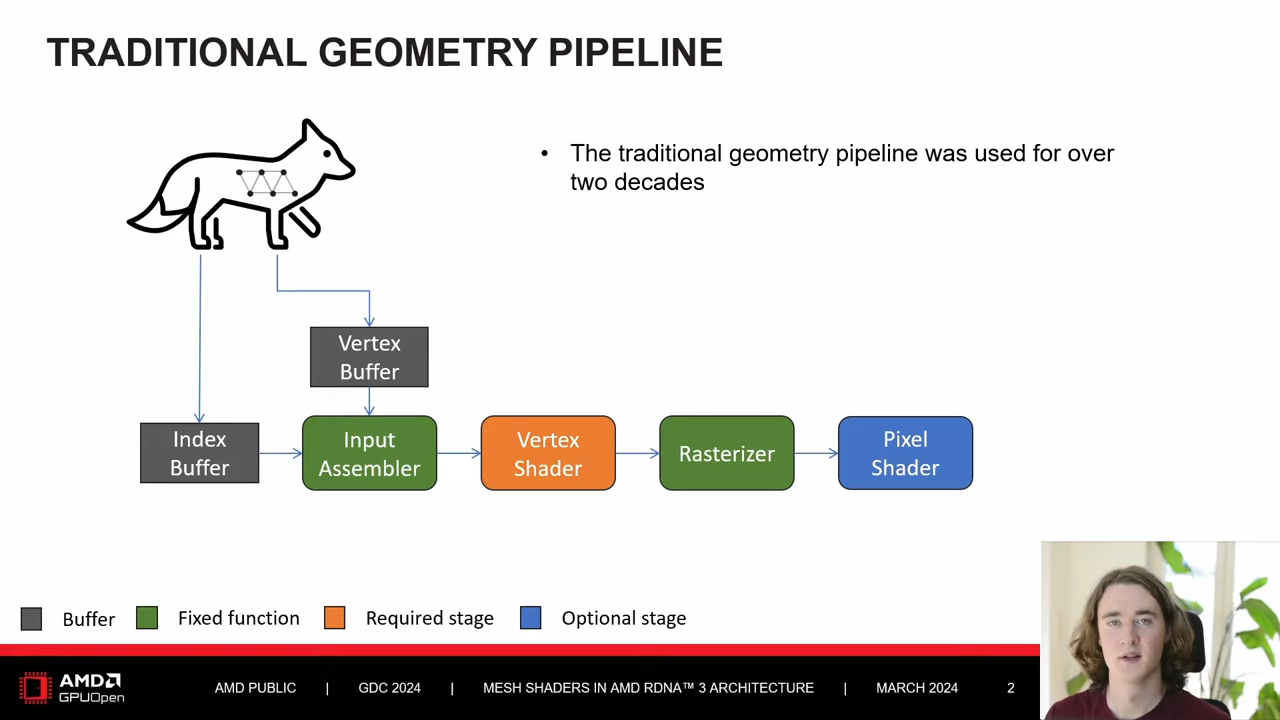 TRADITIONAL GEOMETRY PIPELINE
• The traditional geometry pipeline was used for over
two decades
Vertex
Buffer
Index
Buffer
Input
Assembler
Vertex
Shader
Rasterizer
Pixel
Shader
Buffer
Fixed function
Required stage
Optional stage
AMD
GPUOpen
AMD PUBLIC | GDC 2024 | MESH SHADERS IN AMD RDNA™ 3 ARCHITECTURE | MARCH 2024 2